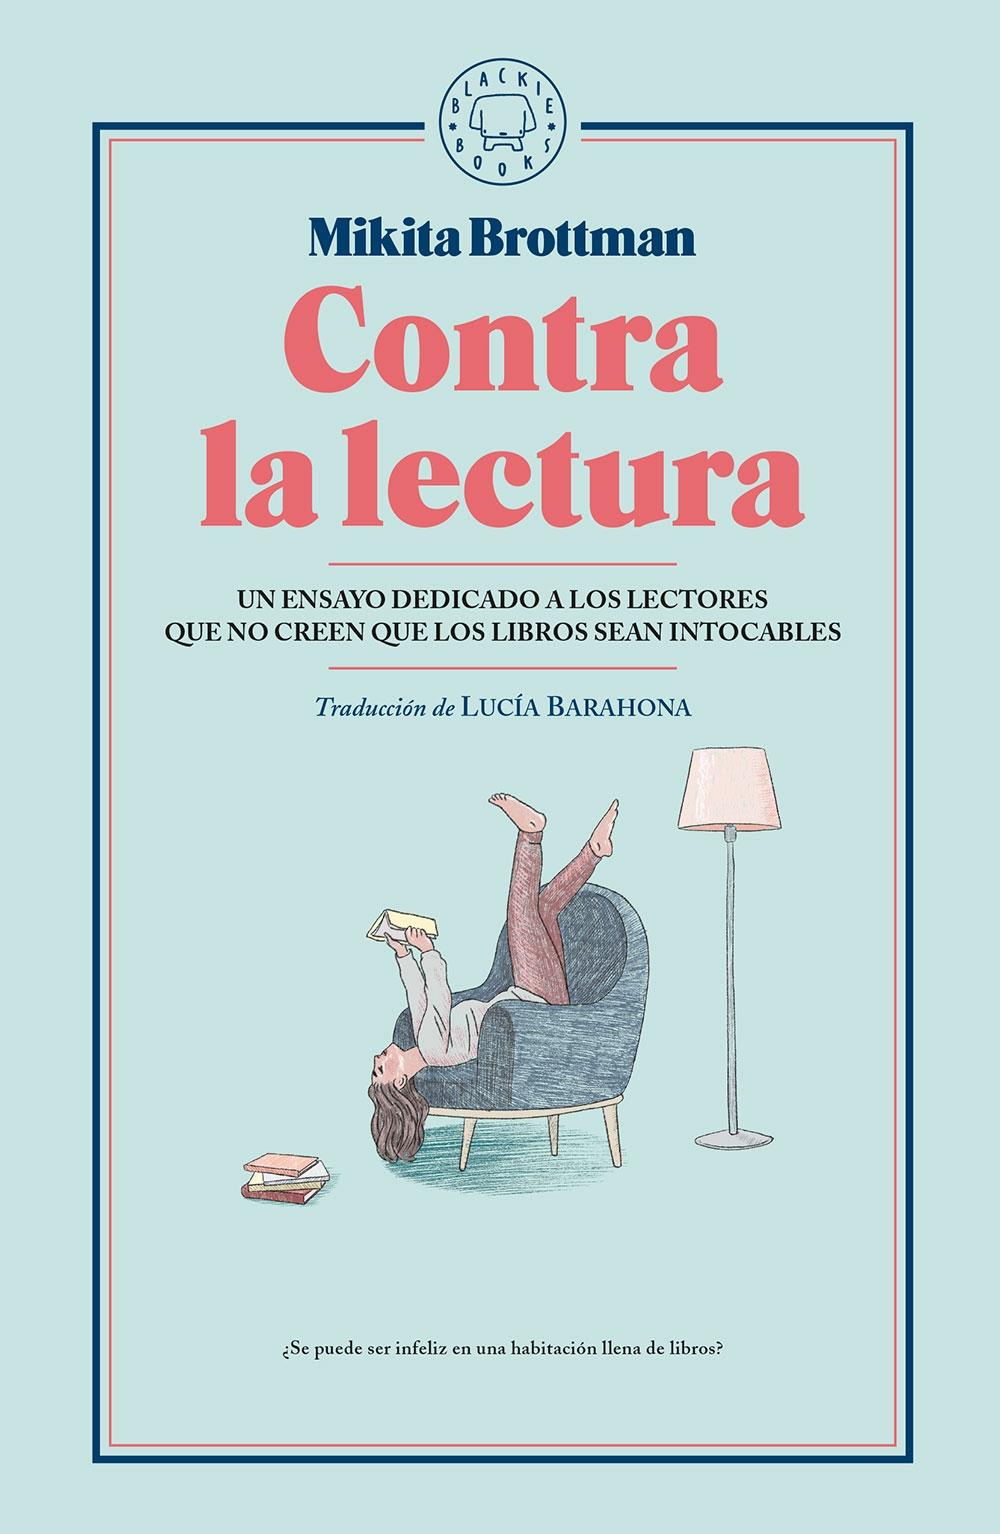 BLACKIE
BOOKS
Mikita Brottman
Contra
la lectura
UN ENSAYO DEDICADO A LOS LECTORES
QUE NO CREEN QUE LOS LIBROS SEAN INTOCABLES
Traducción de LUCÍA BARAHONA
¿Se puede ser infeliz en una habitación llena de libros?